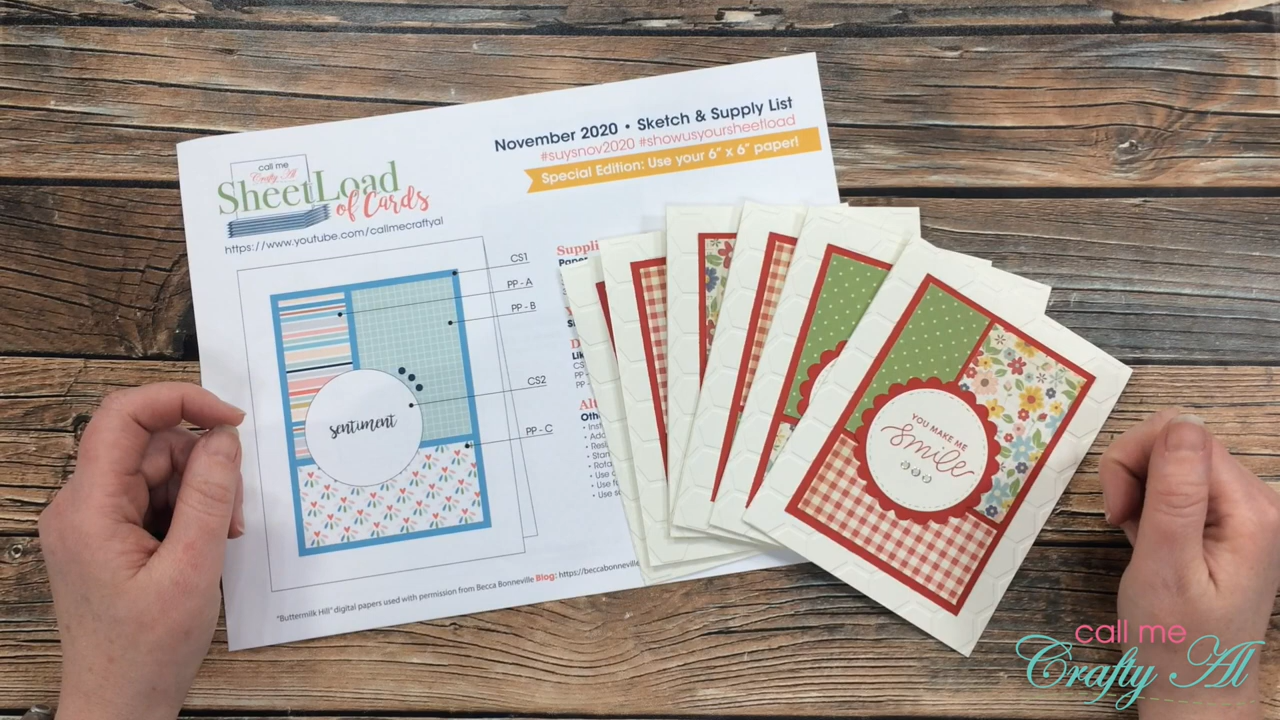 November 2020 • Sketch & Supply List
#suysnov2020 #showusyoursheetload
Special Edition: Use your 6" x 6" paper!
call me
Crafty Al
SheetLoad
of Cards
https://www.youtube.com/callmecraftyal
CS1
PP - A
PP - B
CS2
PP - C
sentiment
"Buttermilk Hill" digital papers used with permission from Becca Bonneville Blog: https://beccabonneville
YOU MAKE ME
smile
call me
Crafty Al